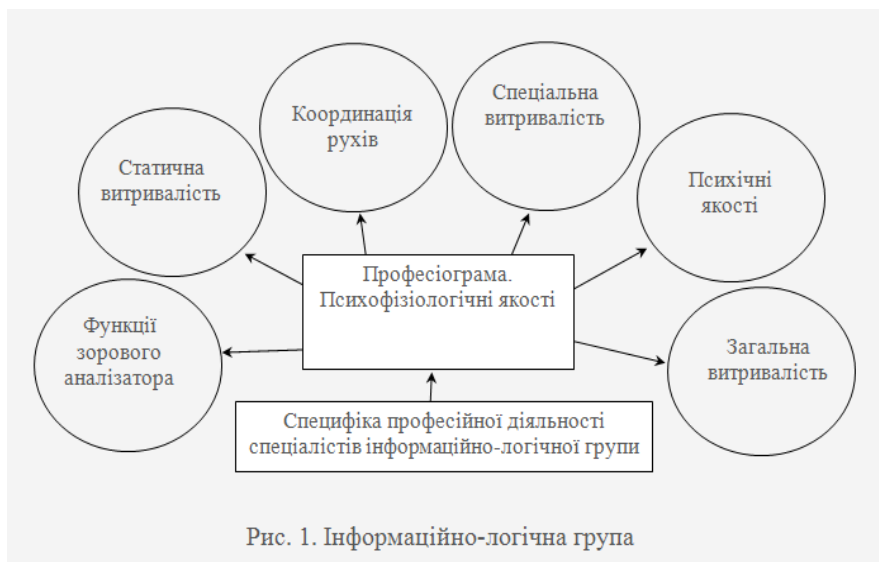 Координація
рухів
Спеціальна
витривалість
Статична
витривалість
Психічні
якості
Професіограма.
Психофізіологічні якості
Функції
зорового
аналізатора
Загальна
витривалість
Специфіка професійної діяльності
спеціалістів інформаційно-логічної групи
Рис. 1. Інформаційно-логічна група